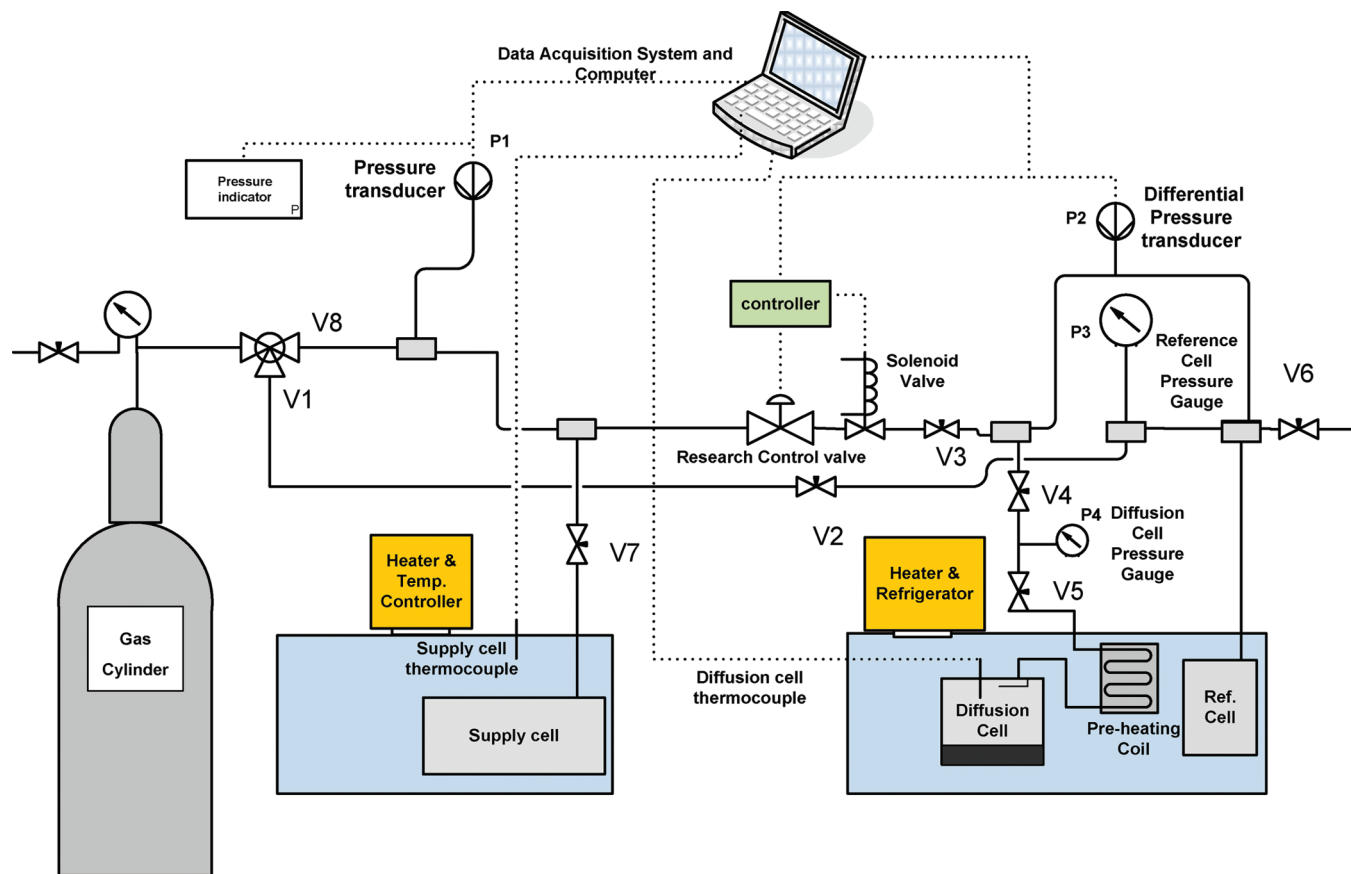 Data Acquisition System and
Computer
P1
Pressure
transducer
Pressure
indicator
P
P2
Differential
Pressure
transducer
controller
P3
V8
V1
Solenoid
Valve
Reference
Cell
Pressure
Gauge
V6
Research Control valve
V3
V4
V2
P4
Diffusion
Cell
Pressure
Gauge
V7
V5
Heater &
Temp.
Controller
Heater &
Refrigerator
Gas
Cylinder
Supply cell
thermocouple
Diffusion cell
thermocouple
Supply cell
Diffusion
Cell
Pre-heating
Coil
Ref.
Cell